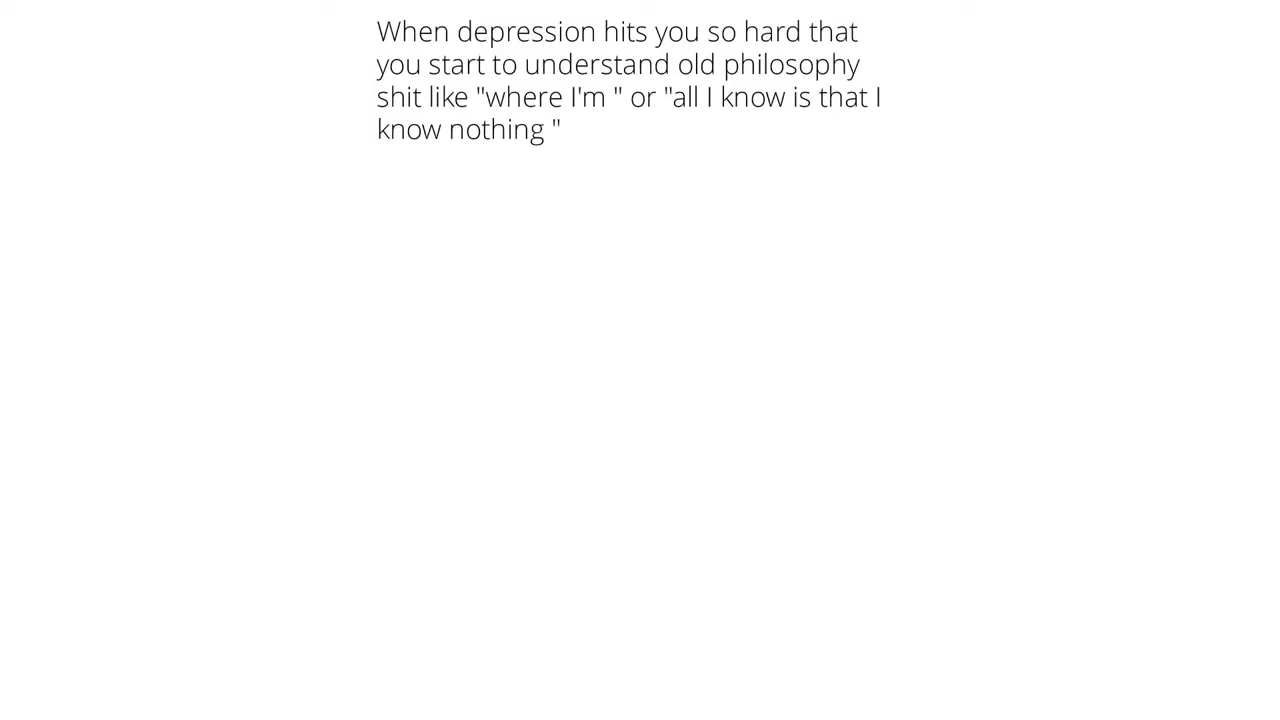 When depression hits you so hard that
you start to understand old philosophy
shit like "where I'm " or "all I know is that I
know nothing "